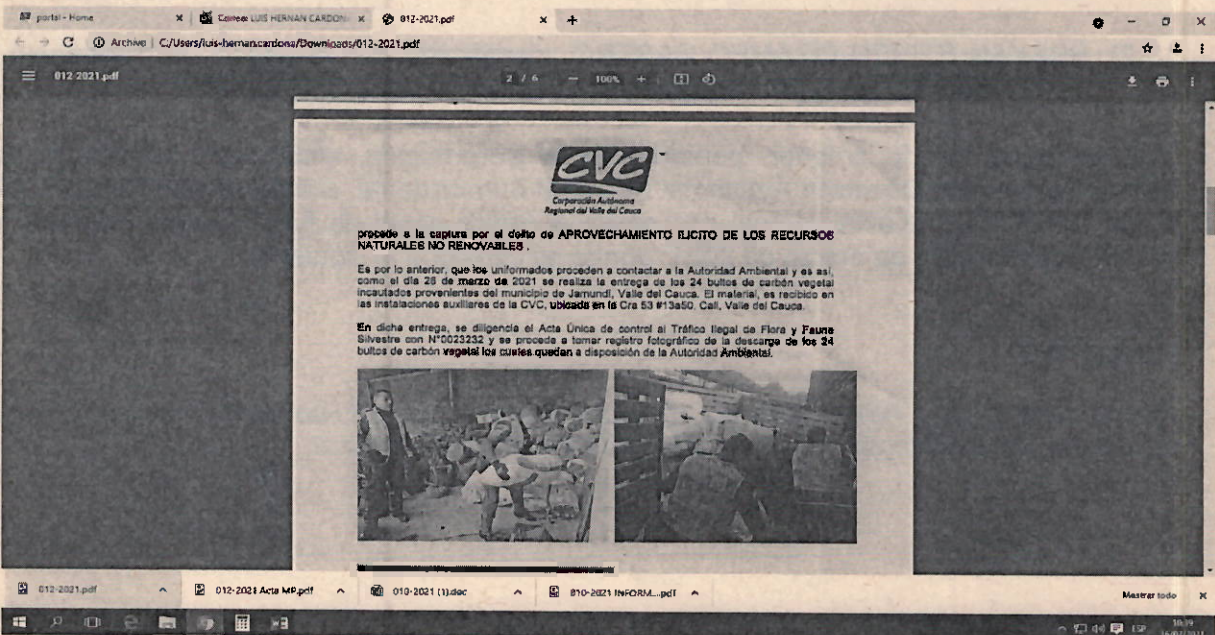 portal - Home
Correo: LUIS HERNAN CARDON
012-2021.pdf
Archivo | C:/Users/luis-hernan.cardona/Downloads/012-2021.pdf
012-2021.pdf
2 / 6
100%
CVC
Corporación Autónoma
Regional del Valle del Cauca
procede a la captura por el delito de APROVECHAMIENTO ILICITO DE LOS RECURSOS
NATURALES NO RENOVABLES .
Es por lo anterior, que los uniformados proceden a contactar a la Autoridad Ambiental y es así,
como el día 26 de marzo de 2021 se realiza la entrega de los 24 bultos de carbón vegetal
incautados provenientes del municipio de Jamundí, Valle del Cauca. El material, es recibido en
las instalaciones auxiliares de la CVC, ubicada en la Cra 53 #13a50. Cali, Valle del Cauca.
En dicha entrega, se diligencia el Acta Única de control al Tráfico Ilegal de Flora y Fauna
Silvestre con N°0023232 y se procede a tomar registro fotográfico de la descarga de los 24
bultos de carbón vegetal los cuales quedan a disposición de la Autoridad Ambiental.
012-2021.pdf
012-2021 Acta MP.pdf
010-2021 (1).doc
010-2021 INFORM....pdf
Mostrar todo
ESP